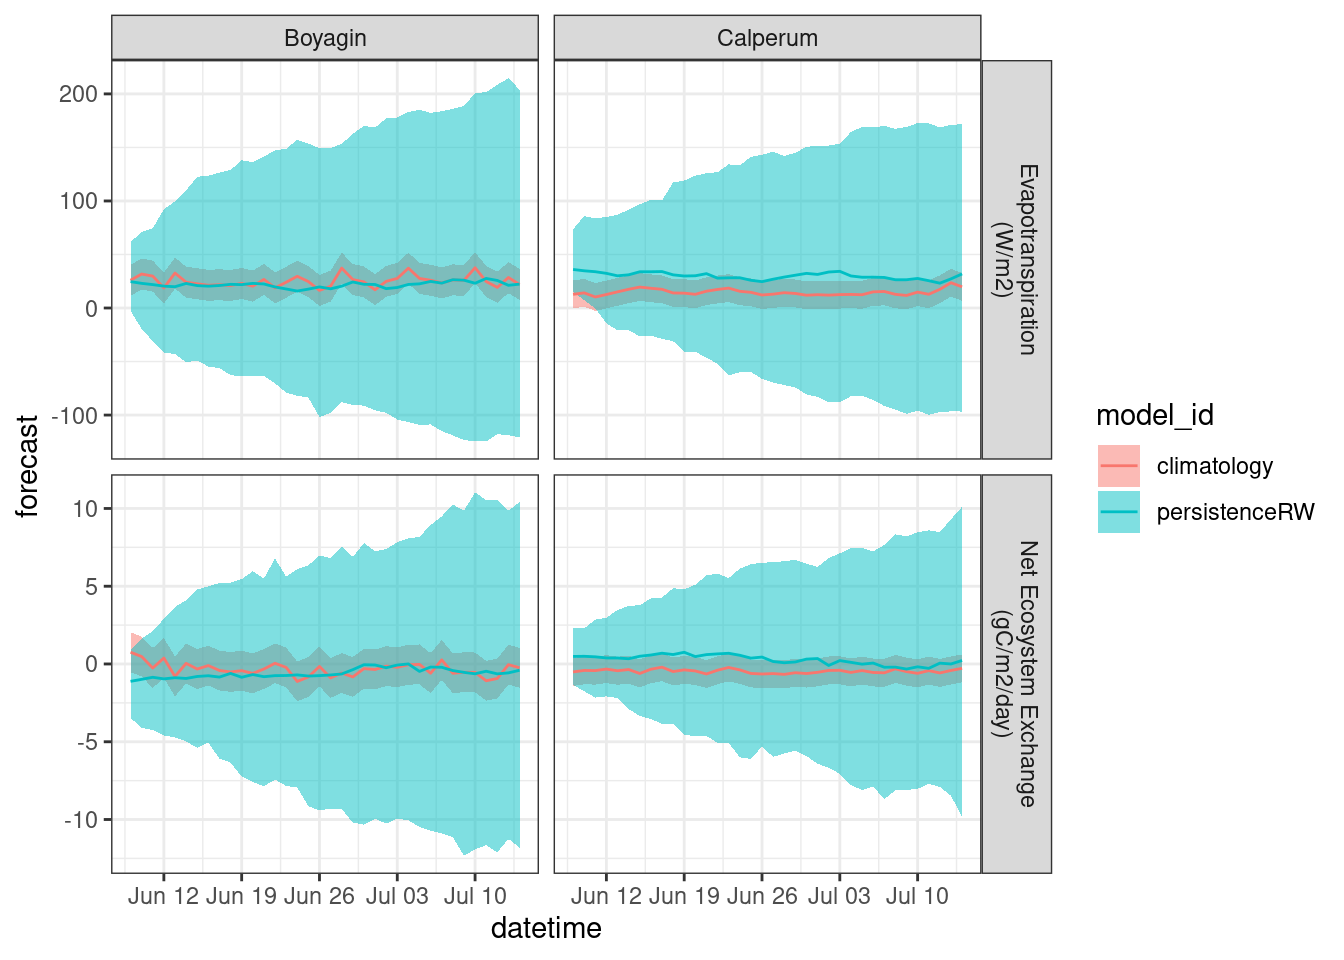 Boyagin
Calperum
200
100
0
-100
Evapotranspiration
(W/m2)
10
5
0
-5
-10
Net Ecosystem Exchange
(gC/m2/day)
forecast
Jun 12 Jun 19 Jun 26 Jul 03 Jul 10
Jun 12 Jun 19 Jun 26 Jul 03 Jul 10
datetime
model_id
climatology
persistenceRW